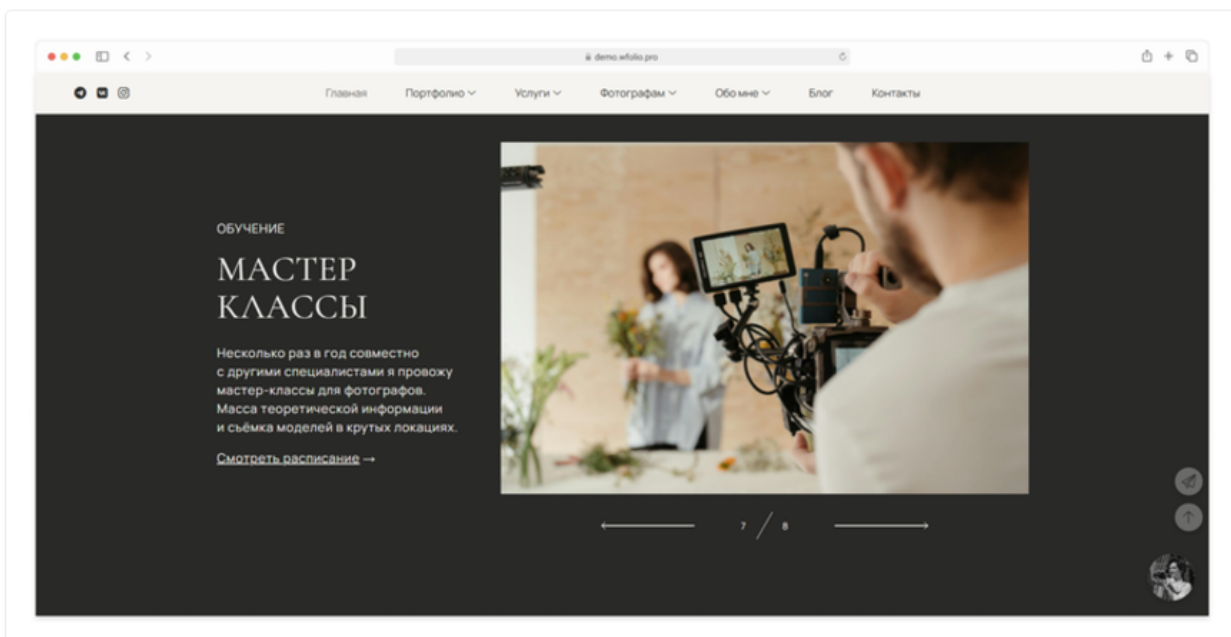 demo.wfolio.pro
Главная Портфолио Услуги Фотографам Обо мне Блог Контакты
ОБУЧЕНИЕ
МАСТЕР
КЛАССЫ
Несколько раз в год совместно
с другими специалистами я провожу
мастер-классы для фотографов.
Масса теоретической информации
и съёмка моделей в крутых локациях.
Смотреть расписание →
7 / 8